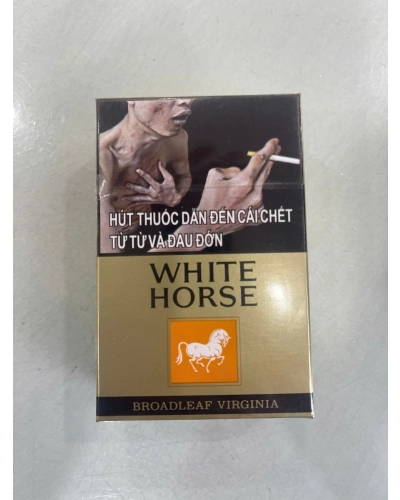 HÚT THUỐC DẪN ĐẾN CÁI CHẾT
TỪ TỪ VÀ ĐAU ĐỚN
WHITE
HORSE
BROADLEAF VIRGINIA